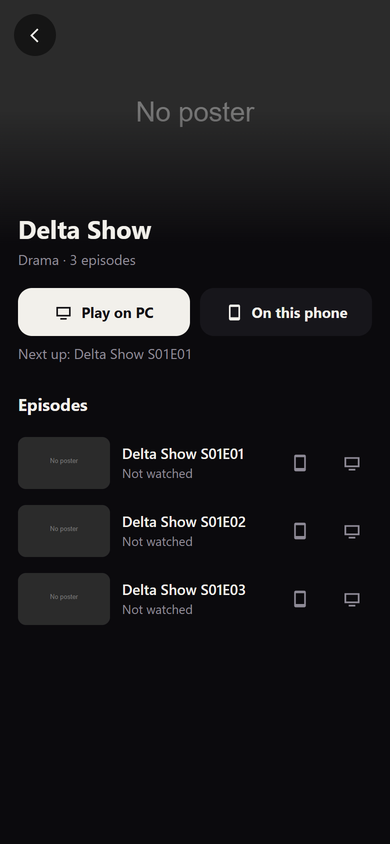 No poster
Delta Show
Drama · 3 episodes
Play on PC
On this phone
Next up: Delta Show S01E01
Episodes
No poster
Delta Show S01E01
Not watched
No poster
Delta Show S01E02
Not watched
No poster
Delta Show S01E03
Not watched